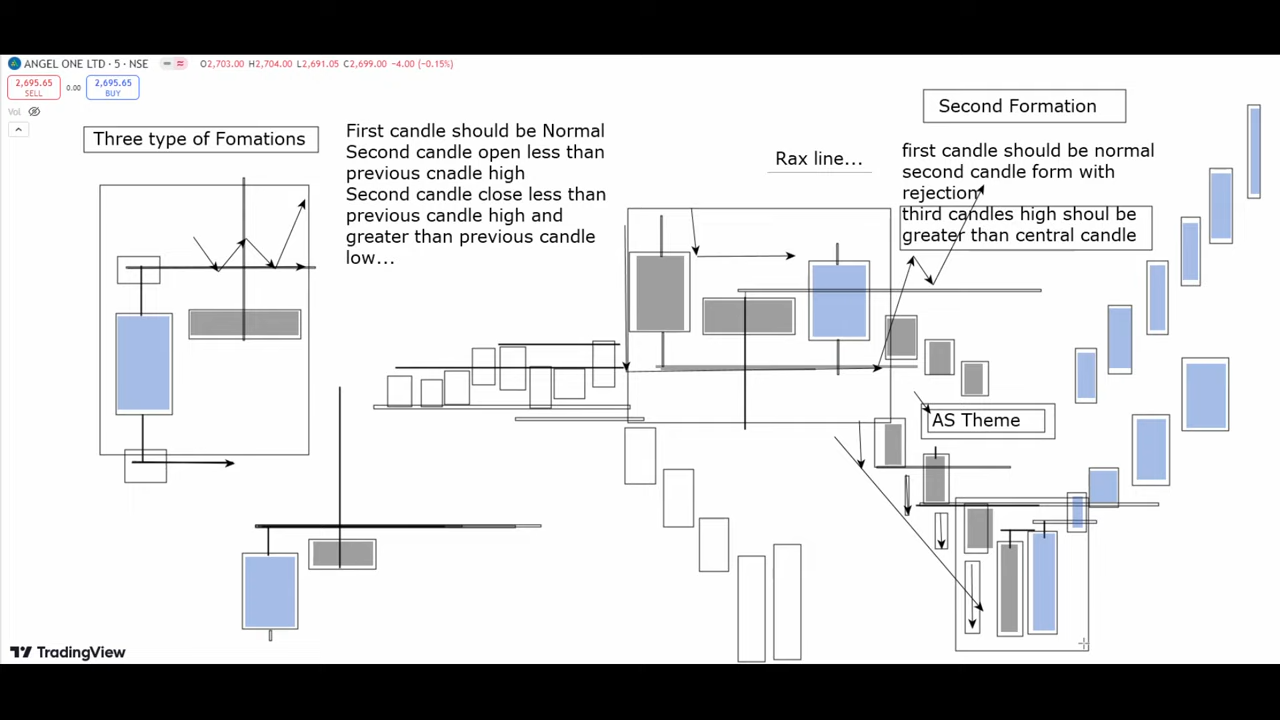 ANGEL ONE LTD · 5 · NSE
O2,703.00 H2,704.00 L2,691.05 C2,699.00 −4.00 (−0.15%)
2,695.65
SELL
0.00
2,695.65
BUY
Vol
Three type of Fomations
First candle should be Normal
Second candle open less than
previous cnadle high
Second candle close less than
previous candle high and
greater than previous candle
low...
Rax line...
Second Formation
first candle should be normal
second candle form with
rejection
third candles high shoul be
greater than central candle
AS Theme
TradingView